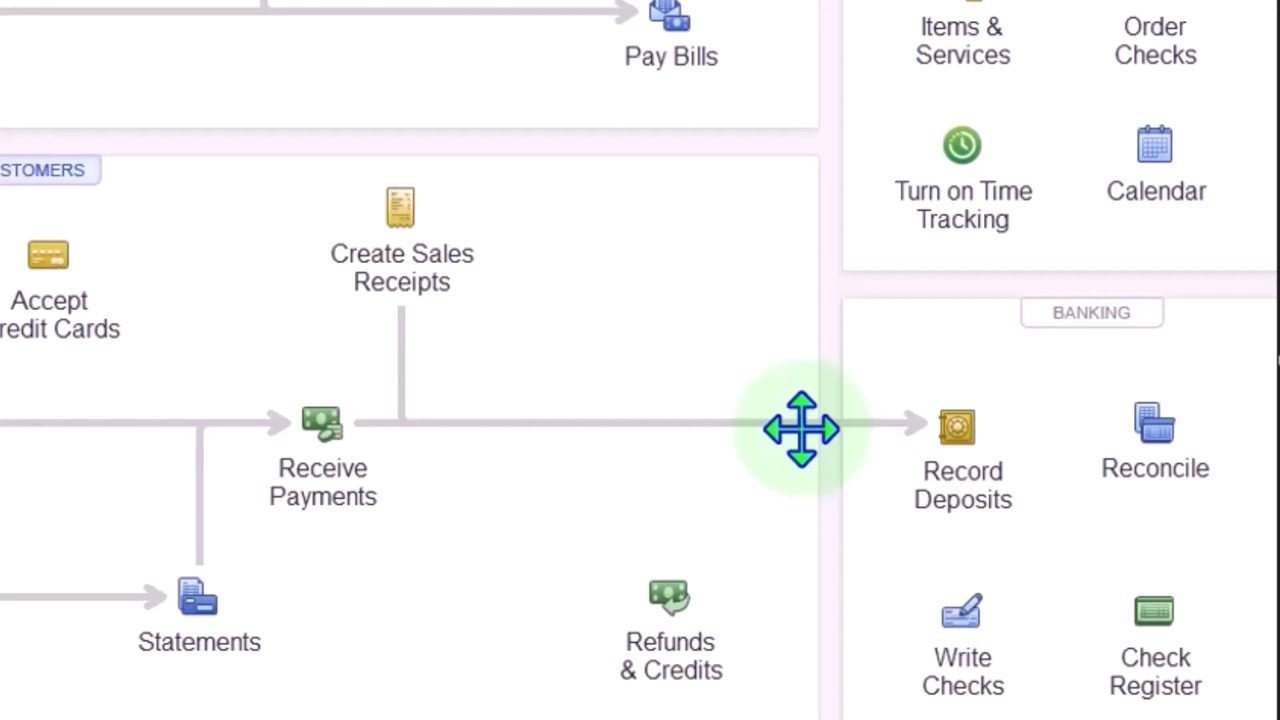 Pay Bills
Items &
Services
Order
Checks
Turn on Time
Tracking
Calendar
STOMERS
Create Sales
Receipts
Accept
redit Cards
Receive
Payments
Statements
Refunds
& Credits
BANKING
Record
Deposits
Reconcile
Write
Checks
Check
Register